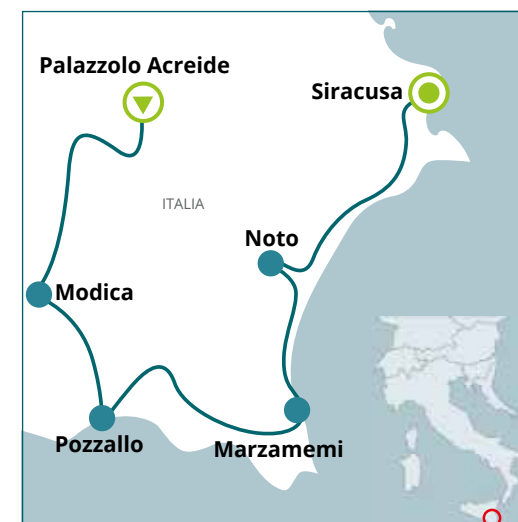 Palazzolo Acreide
Siracusa
ITALIA
Noto
Modica
Pozzallo
Marzamemi